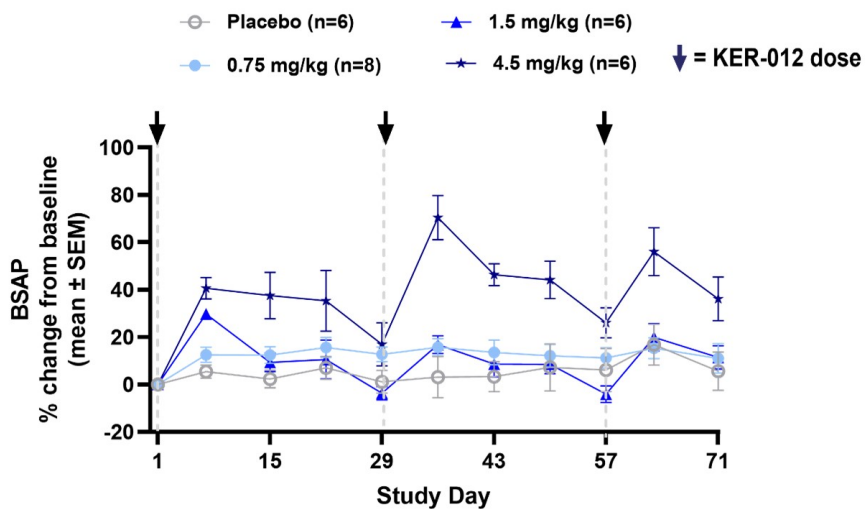 Placebo (n=6)
1.5 mg/kg (n=6)
0.75 mg/kg (n=8)
4.5 mg/kg (n=6)
= KER-012 dose
BSAP
% change from baseline
(mean ± SEM)
100
80
60
40
20
0
-20
1
15
29
43
57
71
Study Day